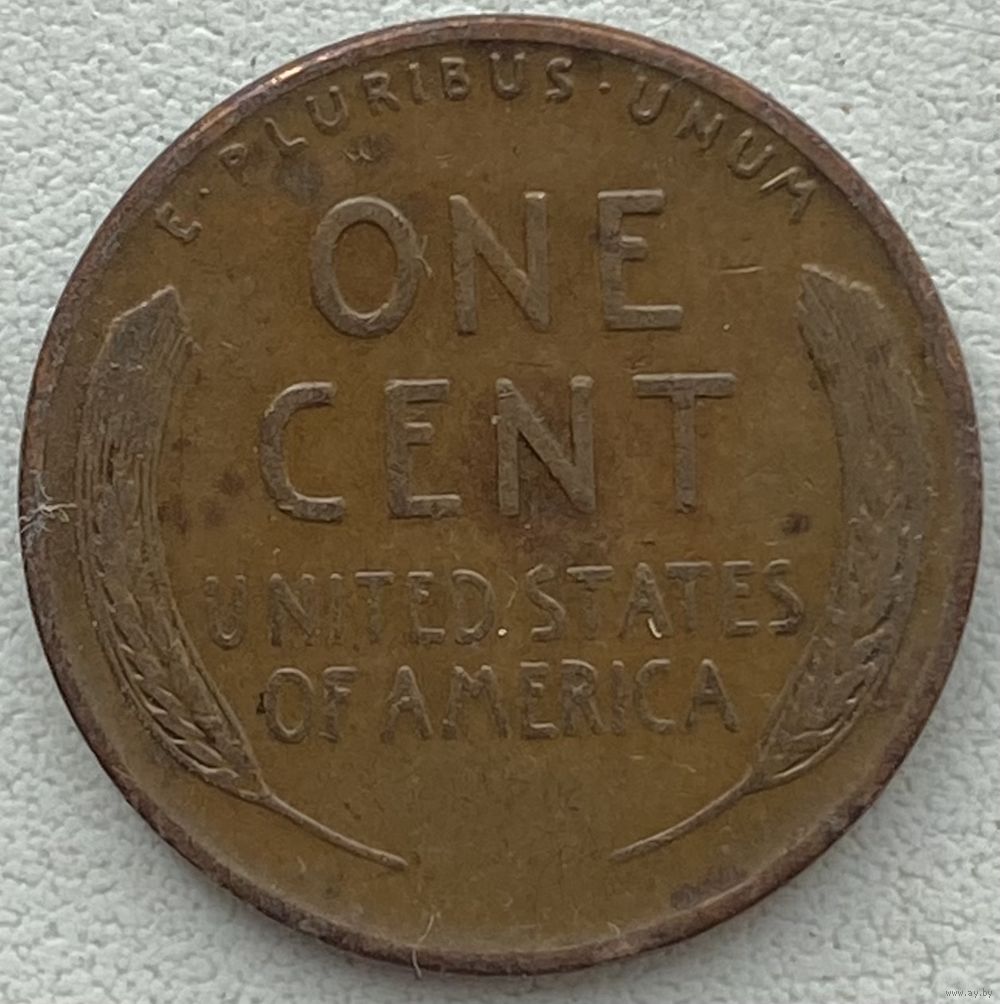 E · PLURIBUS · UNUM
ONE
CENT
UNITED STATES
OF AMERICA
www.ay.by